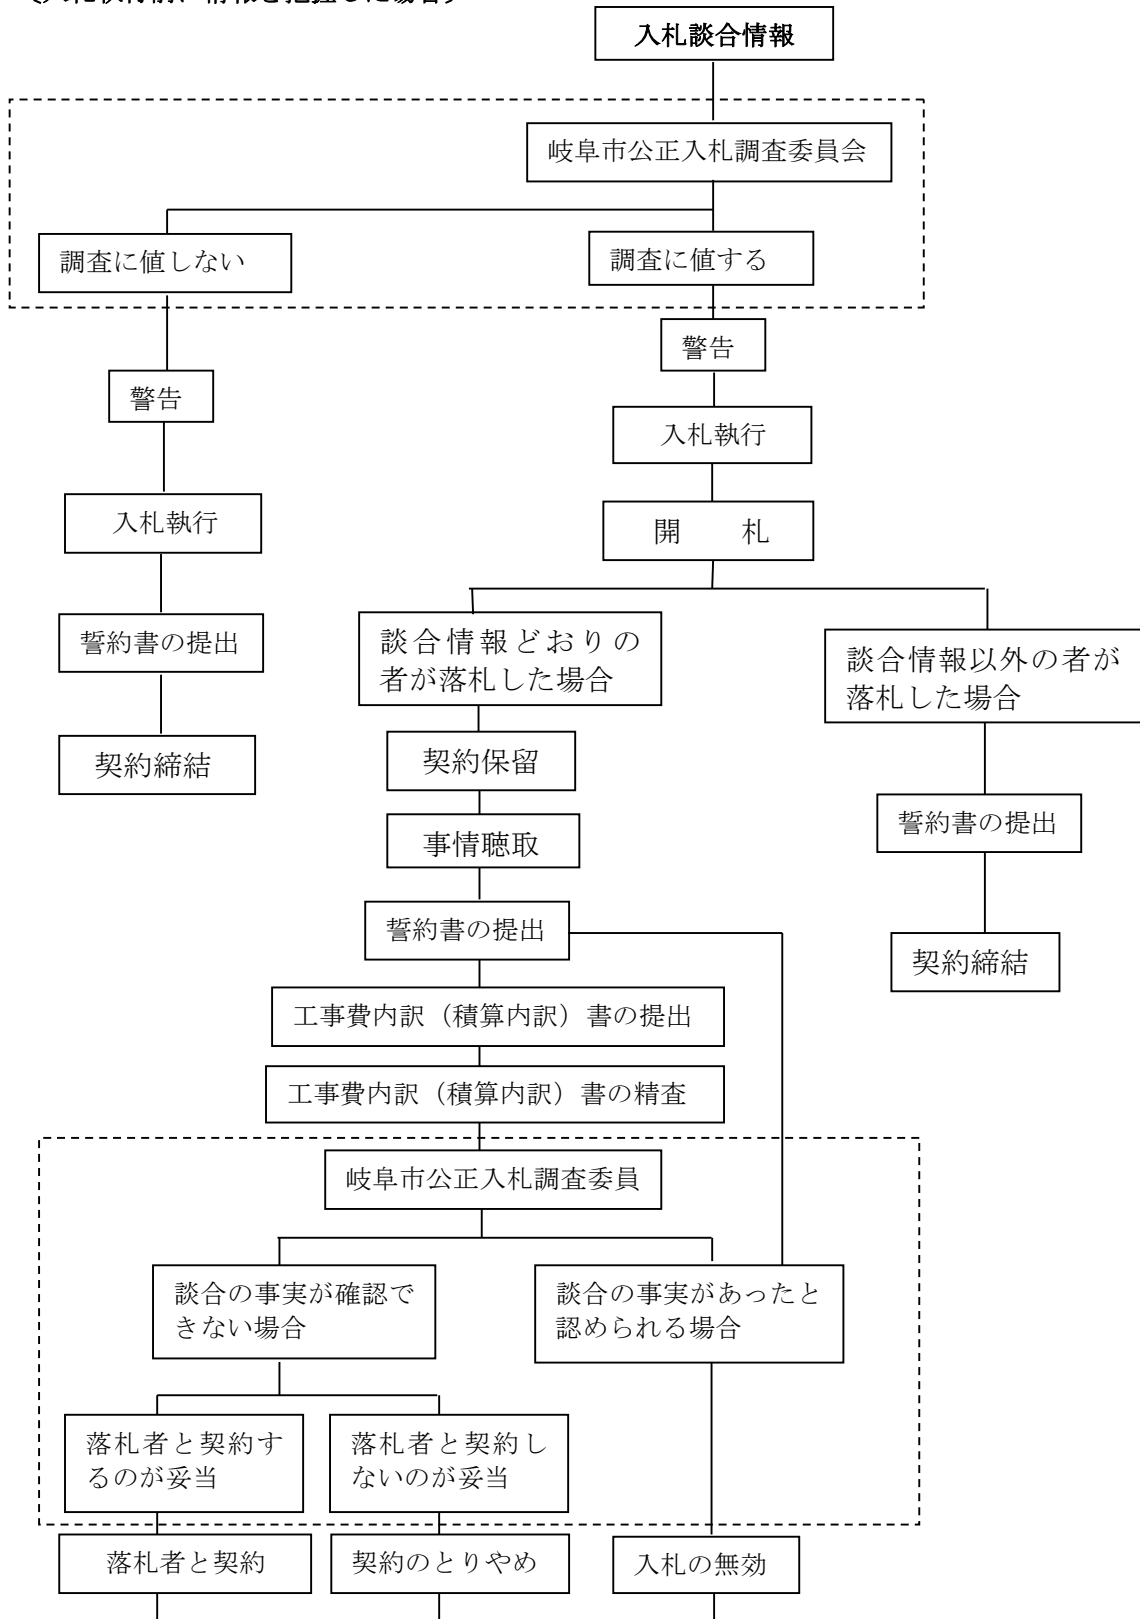 入札談合情報
岐阜市公正入札調査委員会
調査に値しない
調査に値する
警告
警告
入札執行
入札執行
開　　札
誓約書の提出
談合情報どおりの
者が落札した場合
談合情報以外の者が
落札した場合
契約締結
契約保留
誓約書の提出
事情聴取
誓約書の提出
契約締結
工事費内訳（積算内訳）書の提出
工事費内訳（積算内訳）書の精査
岐阜市公正入札調査委員
談合の事実が確認で
きない場合
談合の事実があったと
認められる場合
落札者と契約す
るのが妥当
落札者と契約し
ないのが妥当
落札者と契約
契約のとりやめ
入札の無効